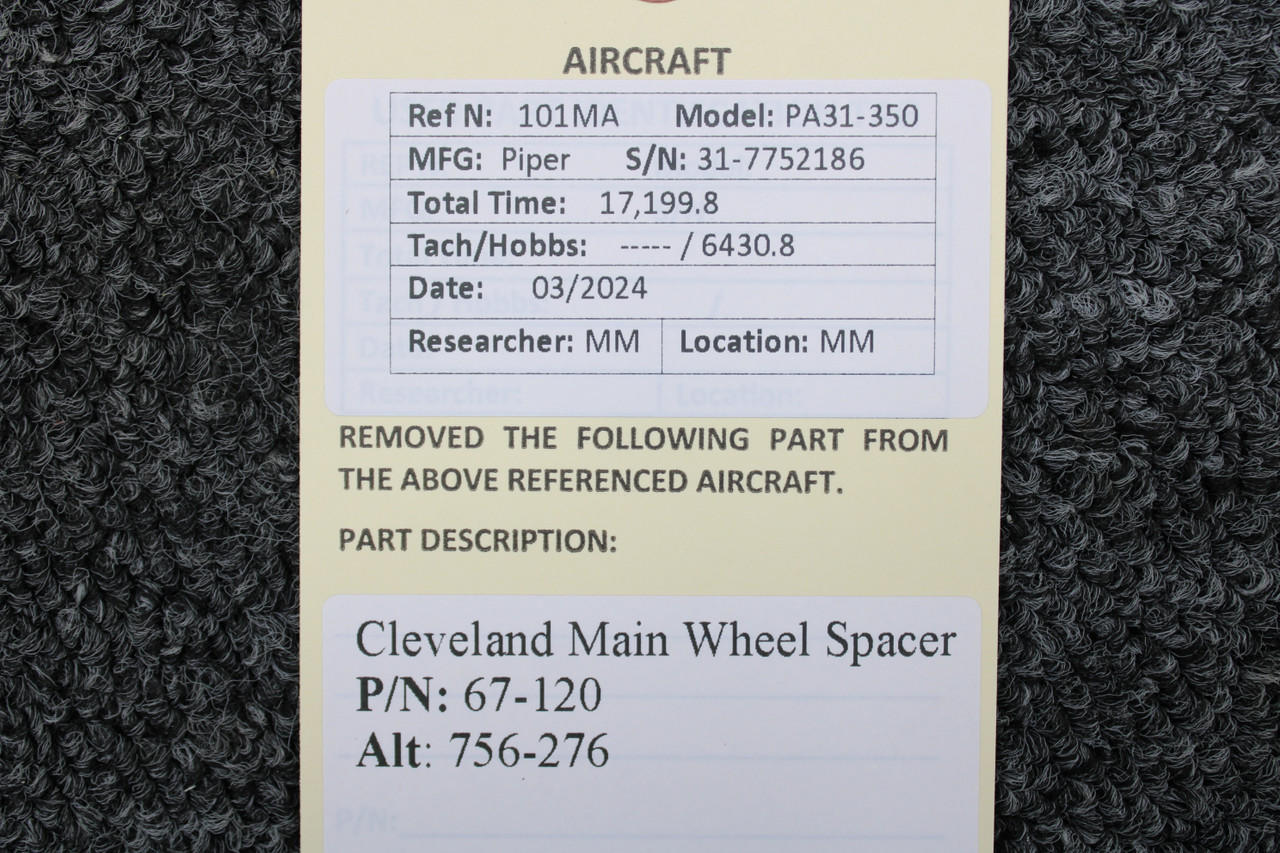 AIRCRAFT
Ref N: 101MA Model: PA31-350
MFG: Piper S/N: 31-7752186
Total Time: 17,199.8
Tach/Hobbs: ----- / 6430.8
Date: 03/2024
Researcher: MM Location: MM
Researcher: Location:
REMOVED THE FOLLOWING PART FROM
THE ABOVE REFERENCED AIRCRAFT.
PART DESCRIPTION:
Cleveland Main Wheel Spacer
P/N: 67-120
Alt: 756-276
P/N: